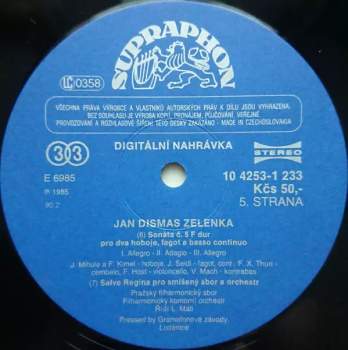 SUPRAPHON
LC 0358
VŠECHNA PRÁVA VÝROBCE A VLASTNÍKŮ AUTORSKÝCH PRÁV K DÍLU JSOU VYHRAZENA.
BEZ SOUHLASU JE VÝROBA KOPIÍ, PRONÁJEM, PŮJČOVÁNÍ, VEŘEJNÉ
PROVOZOVÁNÍ A ROZHLASOVÉ ŠÍŘENÍ TÉTO DESKY ZAKÁZÁNO - MADE IN CZECHOSLOVAKIA
33
DIGITÁLNÍ NAHRÁVKA
STEREO
E 6985
10 4253-1 233
℗ 1985
Kčs 50,-
90 2
5. STRANA
JAN DISMAS ZELENKA
(6) Sonáta č. 5 F dur
pro dva hoboje, fagot a basso continuo
I. Allegro - II. Adagio - III. Allegro
J. Mihule a F. Kimel - hoboje, J. Seidl - fagot, cont.: F. X. Thuri -
cembalo, F. Host - violoncello, V. Mach - kontrabas
(7) Salve Regina pro smíšený sbor a orchestr
Pražský filharmonický sbor
Filharmonický komorní orchestr
Řídí L. Mátl
Pressed by Gramofonové závody,
Loděnice